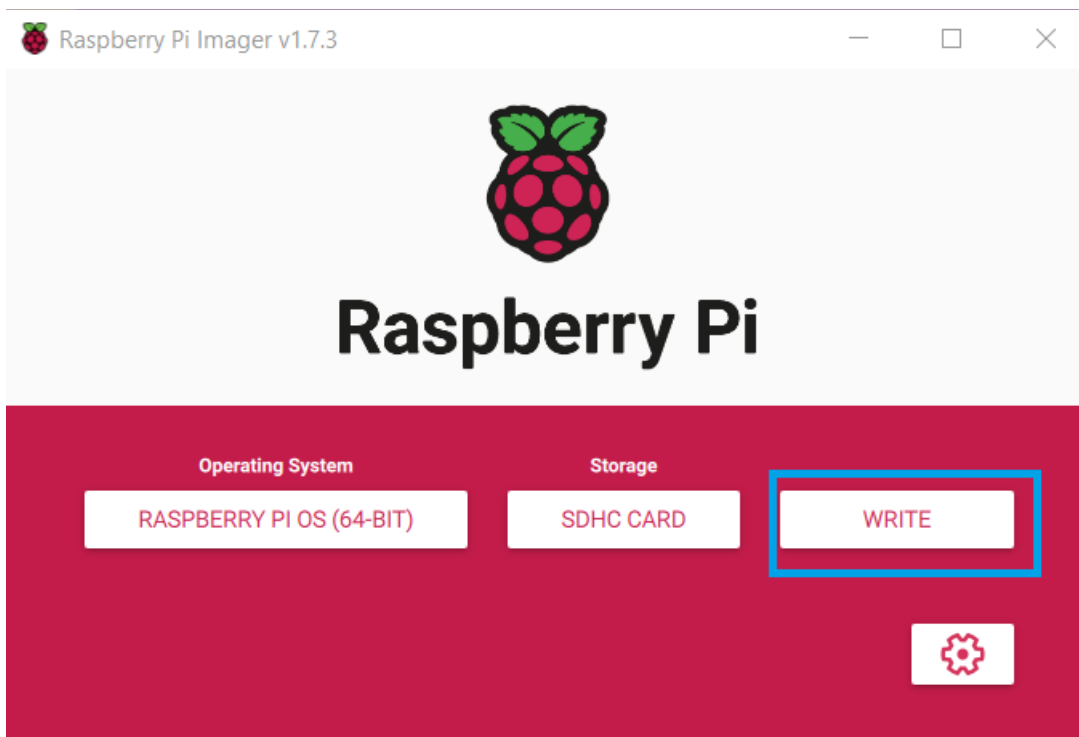 Raspberry Pi Imager v1.7.3
Raspberry Pi
Operating System
Storage
RASPBERRY PI OS (64-BIT)
SDHC CARD
WRITE